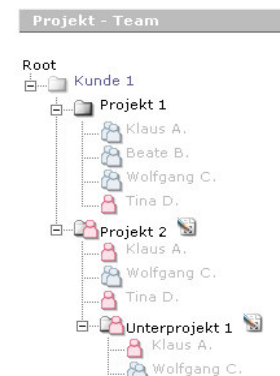 Projekt - Team
Root
Kunde 1
Projekt 1
Klaus A.
Beate B.
Wolfgang C.
Tina D.
Projekt 2
Klaus A.
Wolfgang C.
Tina D.
Unterprojekt 1
Klaus A.
Wolfgang C.